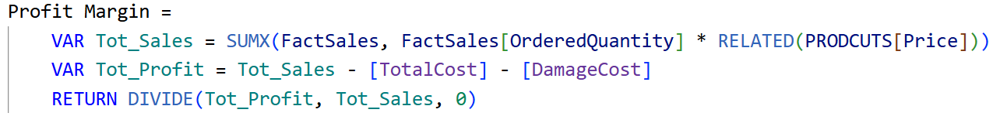 Profit Margin =
VAR Tot_Sales = SUMX(FactSales, FactSales[OrderedQuantity] * RELATED(PRODCUTS[Price]))
VAR Tot_Profit = Tot_Sales - [TotalCost] - [DamageCost]
RETURN DIVIDE(Tot_Profit, Tot_Sales, 0)